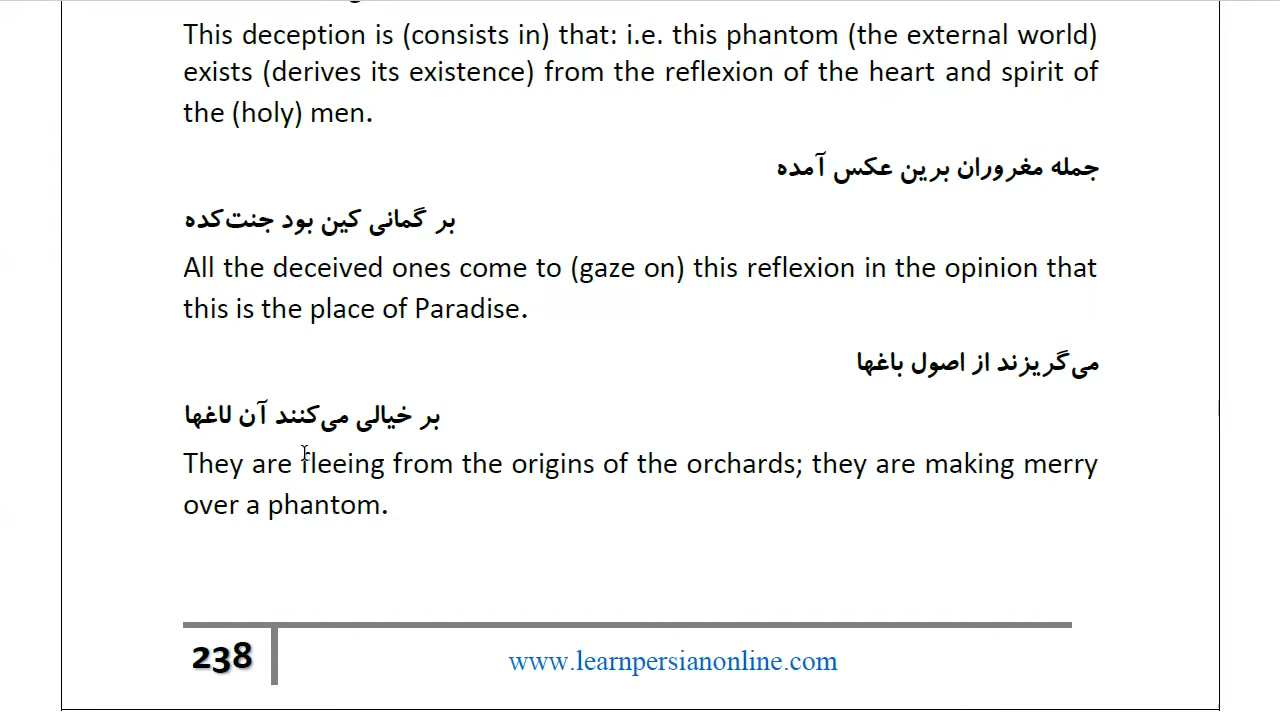 This deception is (consists in) that: i.e. this phantom (the external world)
exists (derives its existence) from the reflexion of the heart and spirit of
the (holy) men.
جمله مغروران برین عکس آمده
بر گمانی کین بود جنت‌کده
All the deceived ones come to (gaze on) this reflexion in the opinion that
this is the place of Paradise.
می‌گریزند از اصول باغها
بر خیالی می‌کنند آن لاغها
They are fleeing from the origins of the orchards; they are making merry
over a phantom.
238
www.learnpersianonline.com